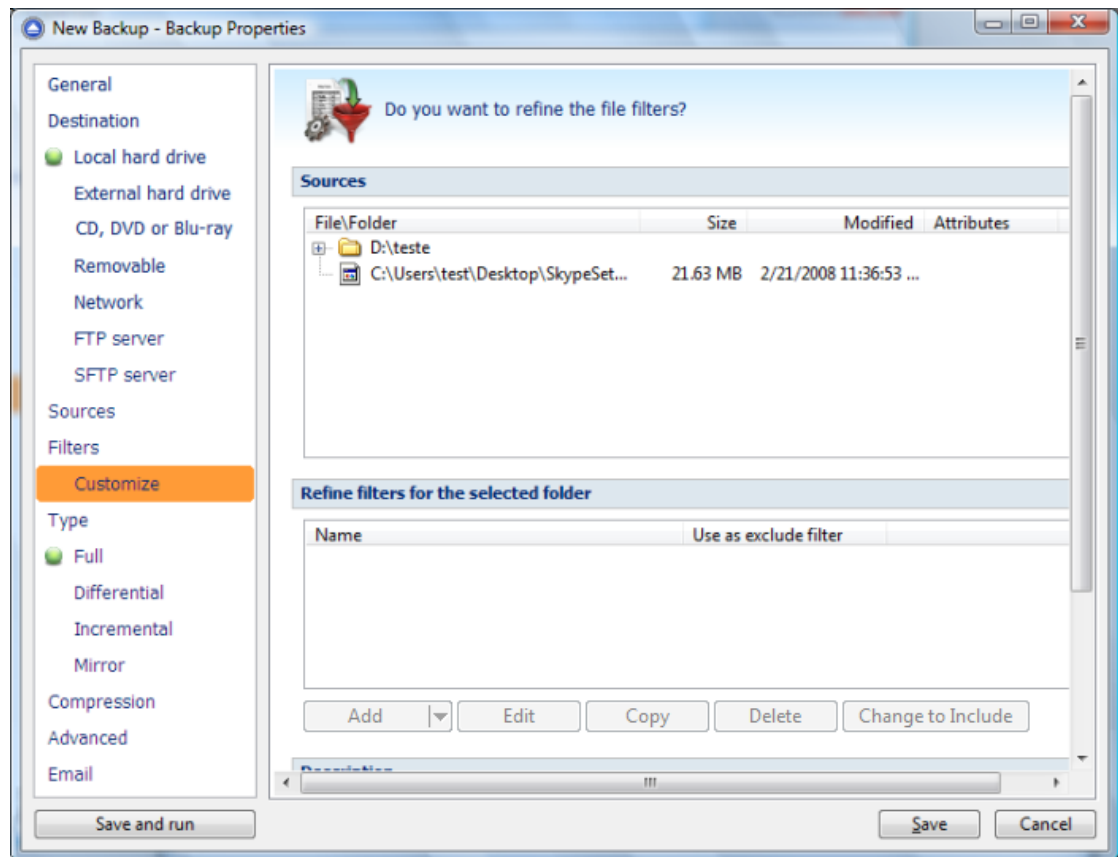 New Backup - Backup Properties
General
Destination
Local hard drive
External hard drive
CD, DVD or Blu-ray
Removable
Network
FTP server
SFTP server
Sources
Filters
Customize
Type
Full
Differential
Incremental
Mirror
Compression
Advanced
Email
Do you want to refine the file filters?
Sources
File\Folder Size Modified Attributes
D:\teste
C:\Users\test\Desktop\SkypeSet... 21.63 MB 2/21/2008 11:36:53 ...
Refine filters for the selected folder
Name Use as exclude filter
Add Edit Copy Delete Change to Include
Save and run Save Cancel